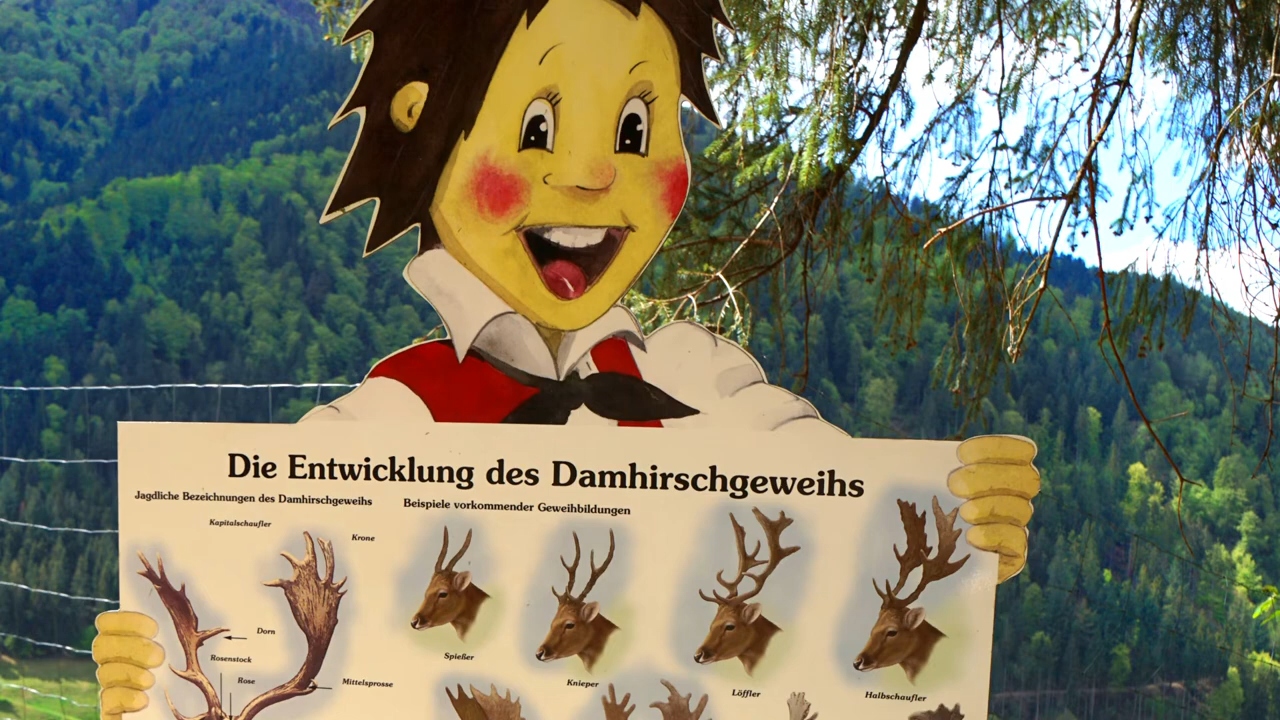 Die Entwicklung des Damhirschgeweihs
Jagdliche Bezeichnungen des Damhirschgeweihs
Beispiele vorkommender Geweihbildungen
Kapitalschaufler
Krone
Dorn
Rosenstock
Rose
Mittelsprosse
Spießer
Knieper
Löffler
Halbschaufler